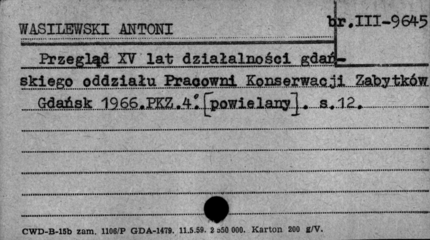 WASILEWSKI ANTONI
br.III-9645
Przegląd XV lat działalności gdań-
skiego oddziału Pracowni Konserwacji Zabytków
Gdańsk 1966.PKZ.4° [powielany]. s.12.
CWD-B-15b zam. 1106/P GDA-1479. 11.5.59. 2 350 000. Karton 200 g/V.